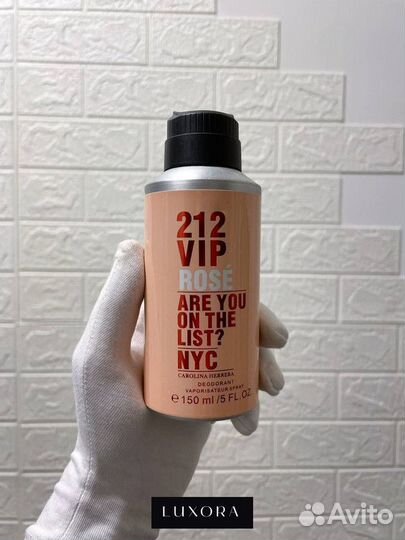 212
VIP
ROSÉ
ARE YOU
ON THE
LIST?
NYC
CAROLINA HERRERA
DEODORANT
VAPORISATEUR SPRAY
e 150 ml / 5 FL. OZ.
LUXORA
Avito